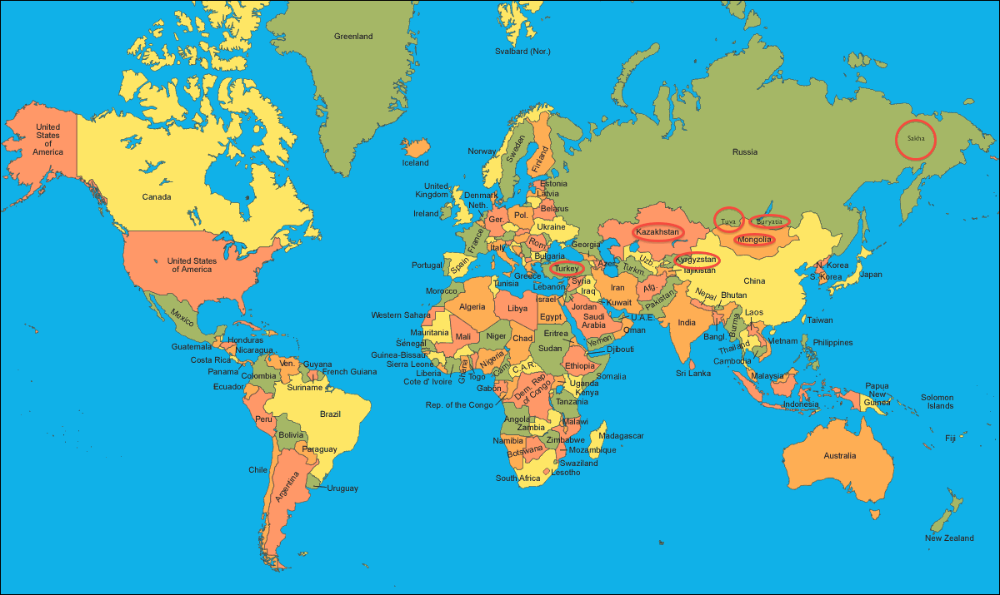 Greenland
Svalbard (Nor.)
United
States
of
America
Canada
Iceland
Norway
Sweden
Finland
Russia
Sakha
Estonia
Latvia
United
Kingdom
Denmark
Neth.
Belarus
Ireland
Ger.
Pol.
Ukraine
Kazakhstan
Tuva
Buryatia
Mongolia
France
Rom.
Italy
Bulgaria
Georgia
United States
of America
Portugal
Spain
Greece
Turkey
Azer.
Uzb.
Turkm.
Kyrgyzstan
Tajikistan
N. Korea
S. Korea
Japan
China
Tunisia
Lebanon
Syria
Iraq
Iran
Afg.
Morocco
Israel
Jordan
Kuwait
Pakistan
Nepal
Bhutan
Mexico
Western Sahara
Algeria
Libya
Egypt
Saudi
Arabia
U.A.E.
Oman
India
Bangl.
Burma
Laos
Taiwan
Mauritania
Mali
Niger
Chad
Sudan
Eritrea
Yemen
Djibouti
Thailand
Vietnam
Cambodia
Philippines
Guatemala
Honduras
Nicaragua
Costa Rica
Panama
Senegal
Guinea-Bissau
Sierra Leone
Liberia
Cote d' Ivoire
Ghana
Togo
Nigeria
Cam.
C.A.R.
Ethiopia
Somalia
Sri Lanka
Malaysia
Ven.
Guyana
French Guiana
Colombia
Suriname
Ecuador
Gabon
Rep. of the Congo
Dem. Rep
of Congo
Uganda
Kenya
Tanzania
Indonesia
Papua
New
Guinea
Solomon
Islands
Peru
Brazil
Bolivia
Paraguay
Angola
Zambia
Malawi
Madagascar
Fiji
Namibia
Botswana
Zimbabwe
Mozambique
Swaziland
Lesotho
South Africa
Australia
Chile
Argentina
Uruguay
New Zealand